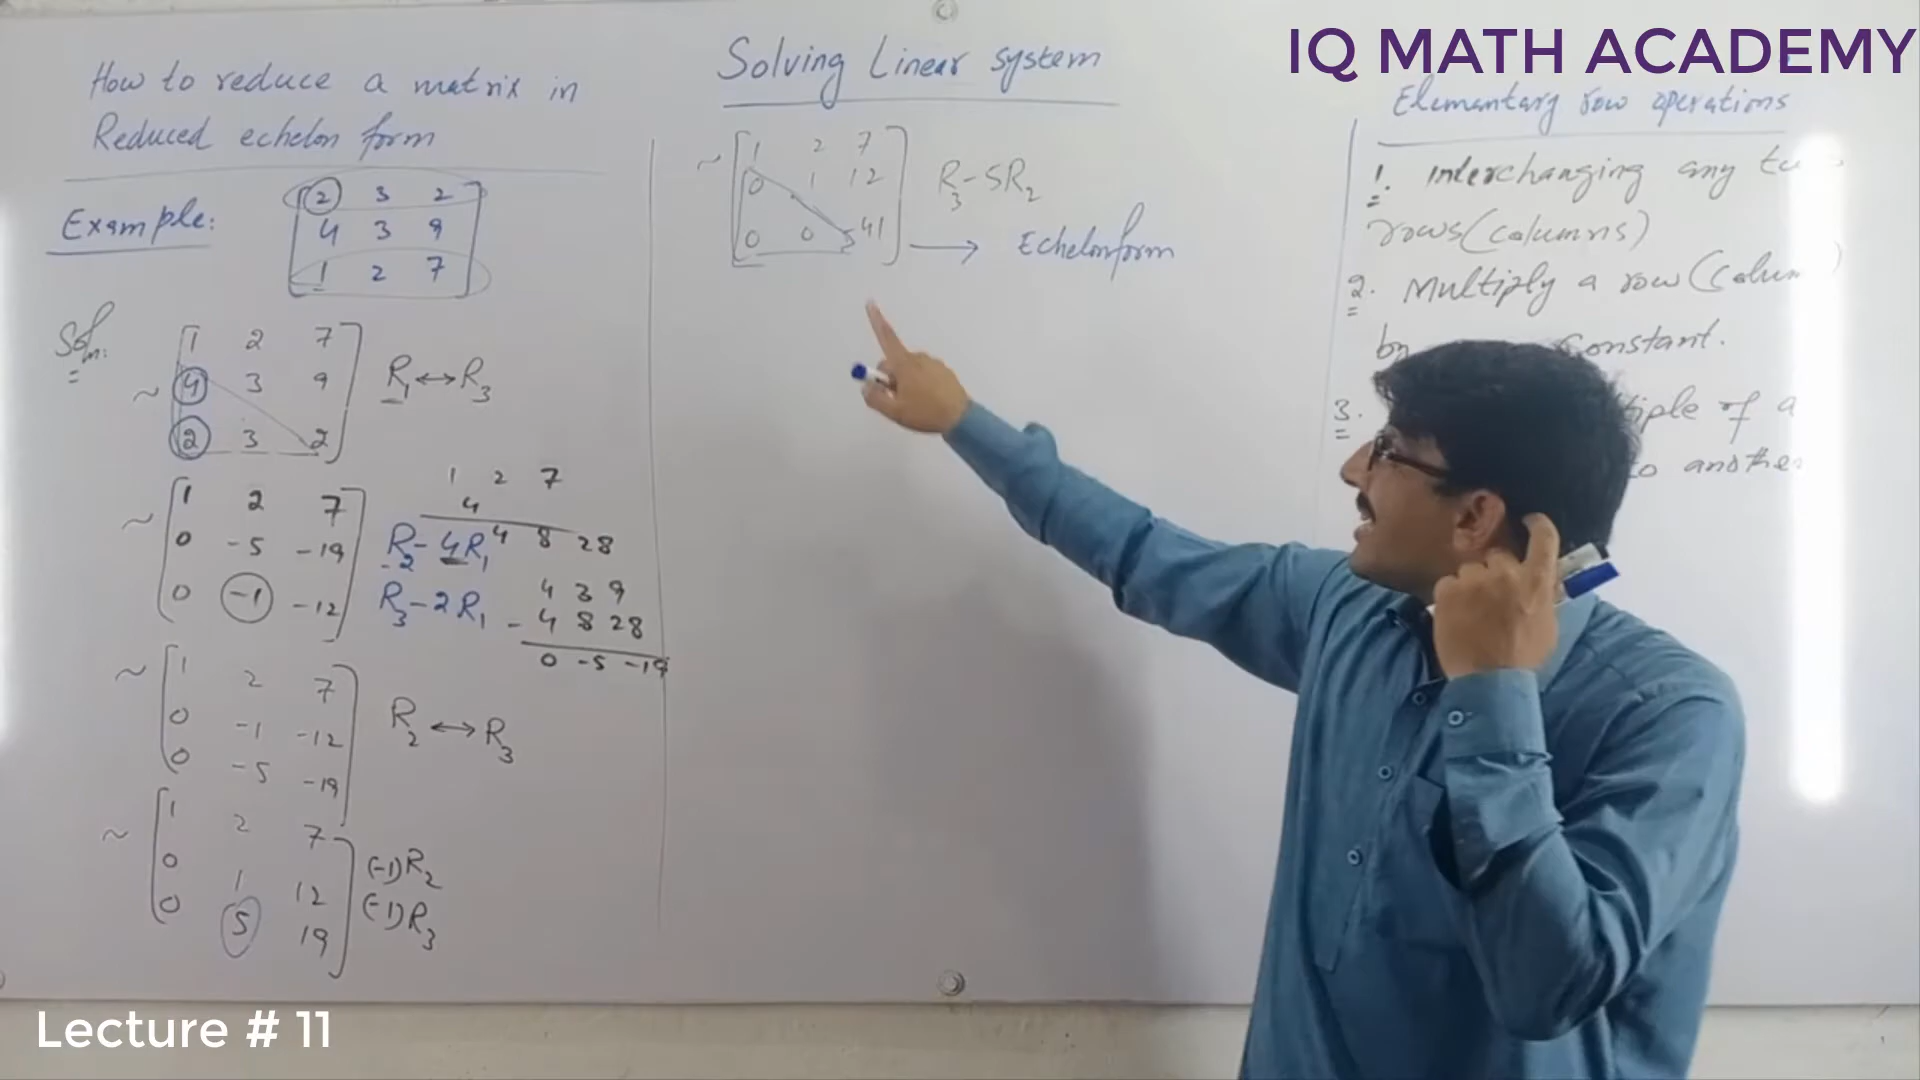 IQ MATH ACADEMY
How to reduce a matrix in
Reduced echelon form
Example:
2 3 2
4 3 9
1 2 7
Sol
~ 1 2 7
4 3 9
2 3 2
R1 ↔ R3
~ 1 2 7
0 -5 -19
0 -1 -12
R2 - 4R1
R3 - 2R1
1 2 7
4
4 8 28
4 3 9
- 4 8 28
0 -5 -19
~ 1 2 7
0 -1 -12
0 -5 -19
R2 ↔ R3
~ 1 2 7
0 1 12
0 5 19
(-1)R2
(-1)R3
Solving Linear system
~ 1 2 7
0 1 12
0 0 -41
R3 - 5R2
→ Echelon form
Elementary row operations
1. Interchanging any
rows (columns)
2. Multiply a row (
constant.
3. of a
to
Lecture # 11